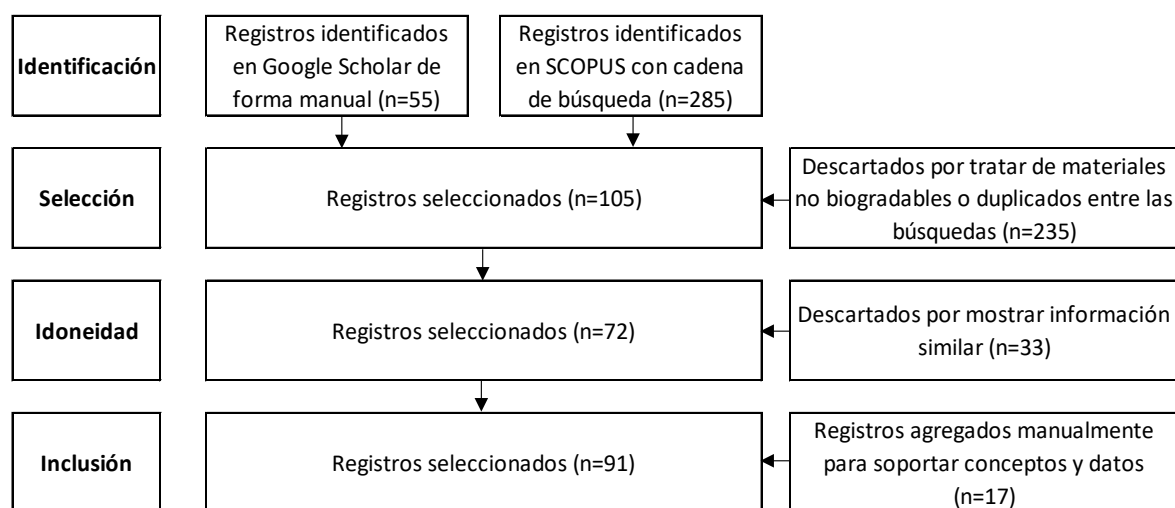 Identificación
Registros identificados
en Google Scholar de
forma manual (n=55)
Registros identificados
en SCOPUS con cadena
de búsqueda (n=285)
Selección
Registros seleccionados (n=105)
Descartados por tratar de materiales
no biogradables o duplicados entre las
búsquedas (n=235)
Idoneidad
Registros seleccionados (n=72)
Descartados por mostrar información
similar (n=33)
Inclusión
Registros seleccionados (n=91)
Registros agregados manualmente
para soportar conceptos y datos
(n=17)